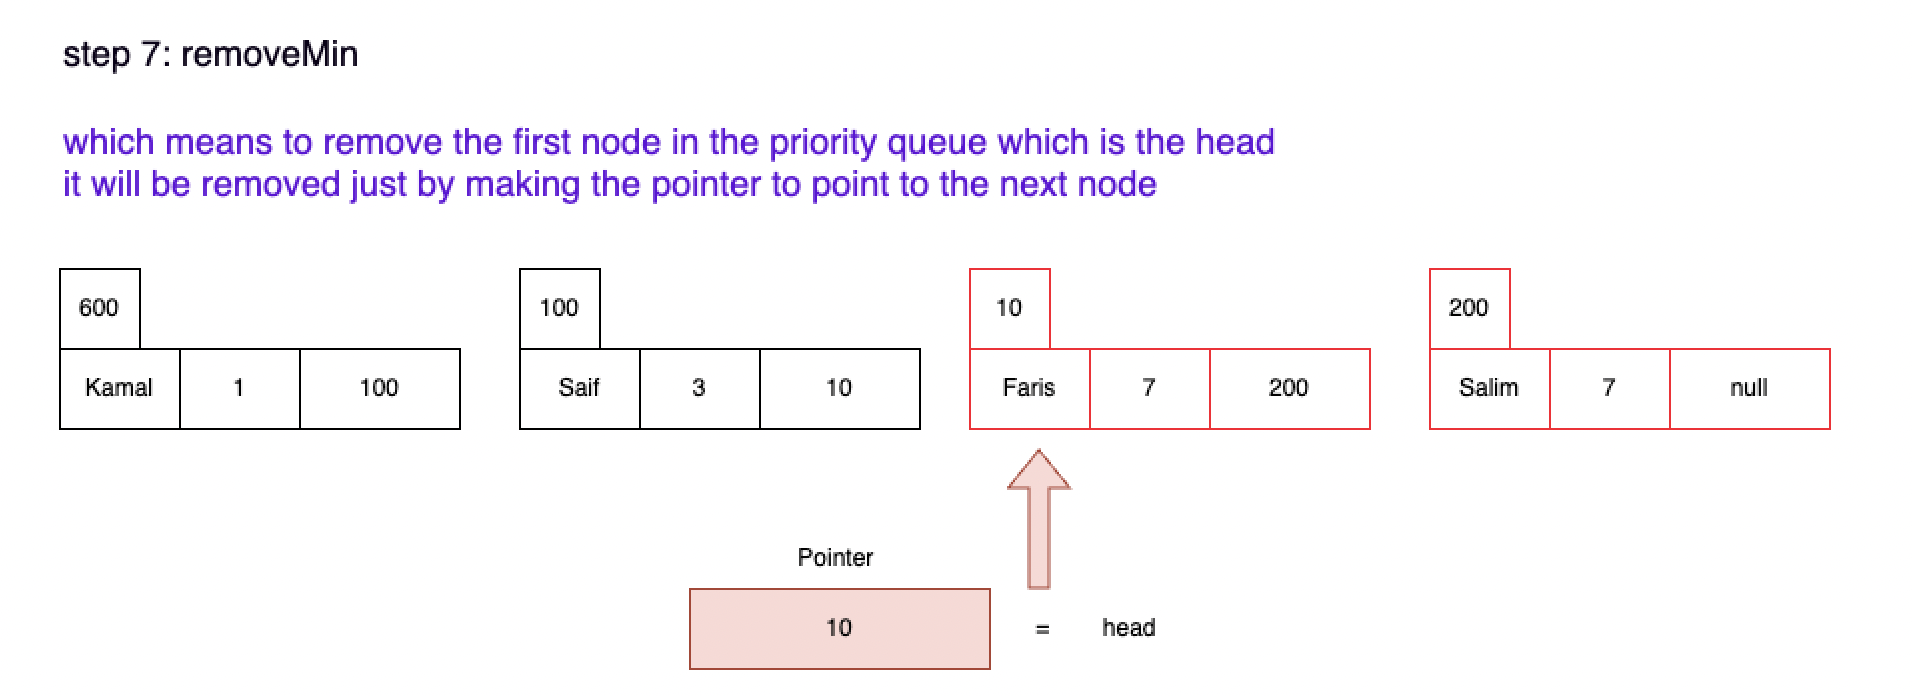 step 7: removeMin
which means to remove the first node in the priority queue which is the head
it will be removed just by making the pointer to point to the next node
600
100
10
200
Kamal 1 100
Saif 3 10
Faris 7 200
Salim 7 null
Pointer
10 = head